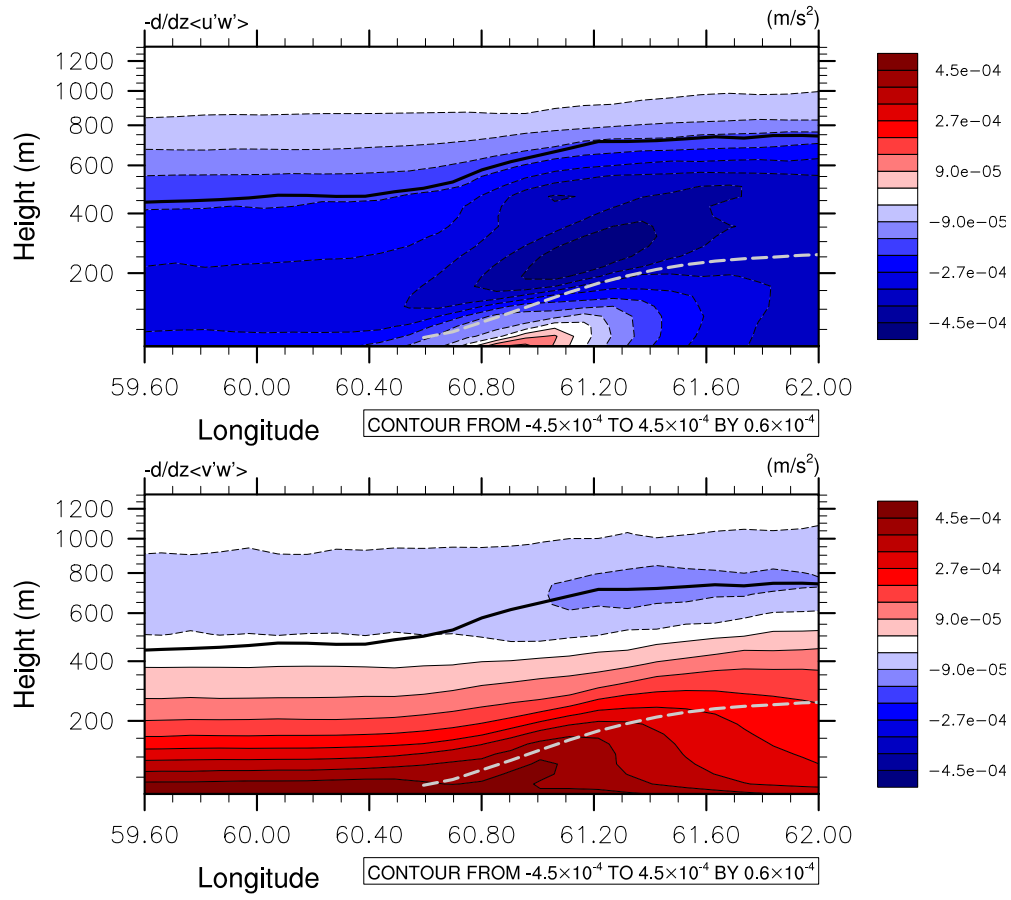 -d/dz<u'w'> (m/s²)
1200
1000
800
600
400
200
Height (m)
59.60 60.00 60.40 60.80 61.20 61.60 62.00
Longitude
CONTOUR FROM -4.5×10⁻⁴ TO 4.5×10⁻⁴ BY 0.6×10⁻⁴
4.5e−04
2.7e−04
9.0e−05
−9.0e−05
−2.7e−04
−4.5e−04
-d/dz<v'w'> (m/s²)
1200
1000
800
600
400
200
Height (m)
59.60 60.00 60.40 60.80 61.20 61.60 62.00
Longitude
CONTOUR FROM -4.5×10⁻⁴ TO 4.5×10⁻⁴ BY 0.6×10⁻⁴
4.5e−04
2.7e−04
9.0e−05
−9.0e−05
−2.7e−04
−4.5e−04